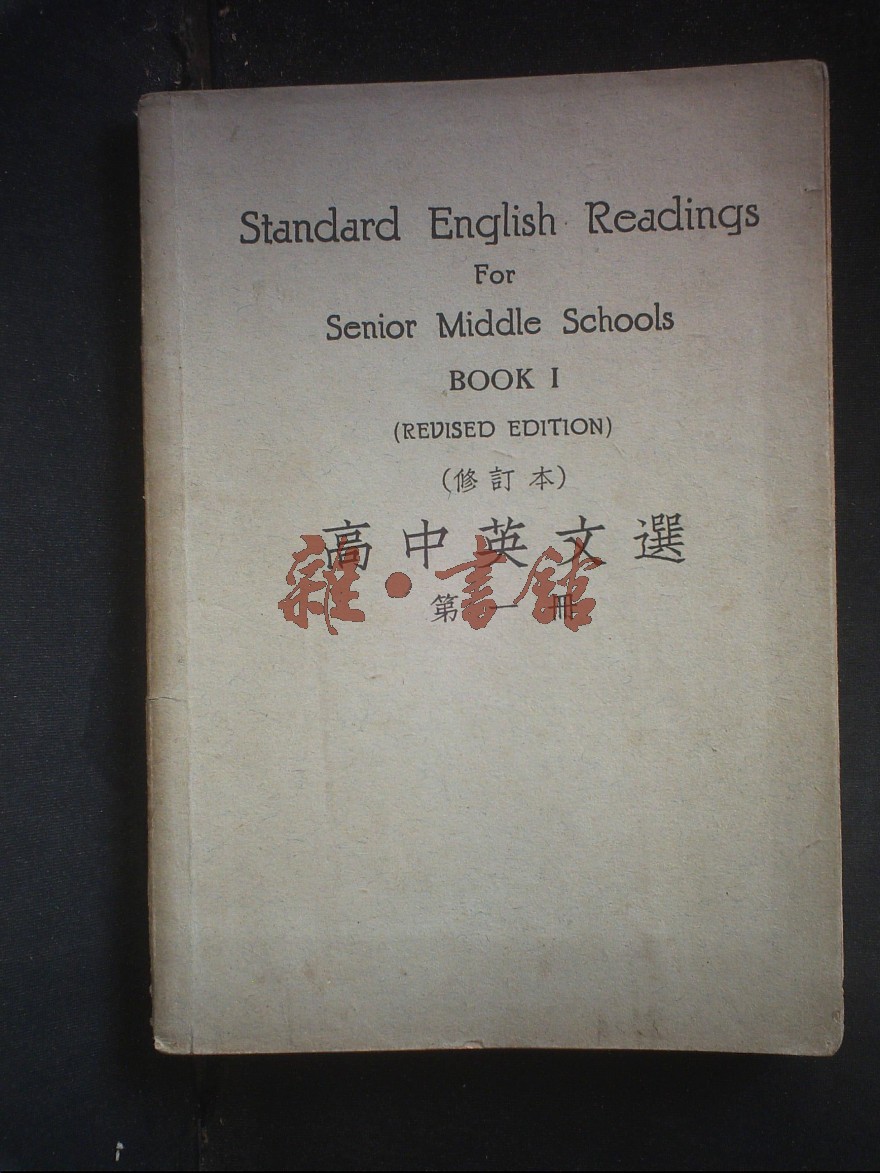 Standard English Readings
For
Senior Middle Schools
BOOK I
(REVISED EDITION)
(修訂本)
高中英文選
雜·書館
第一冊